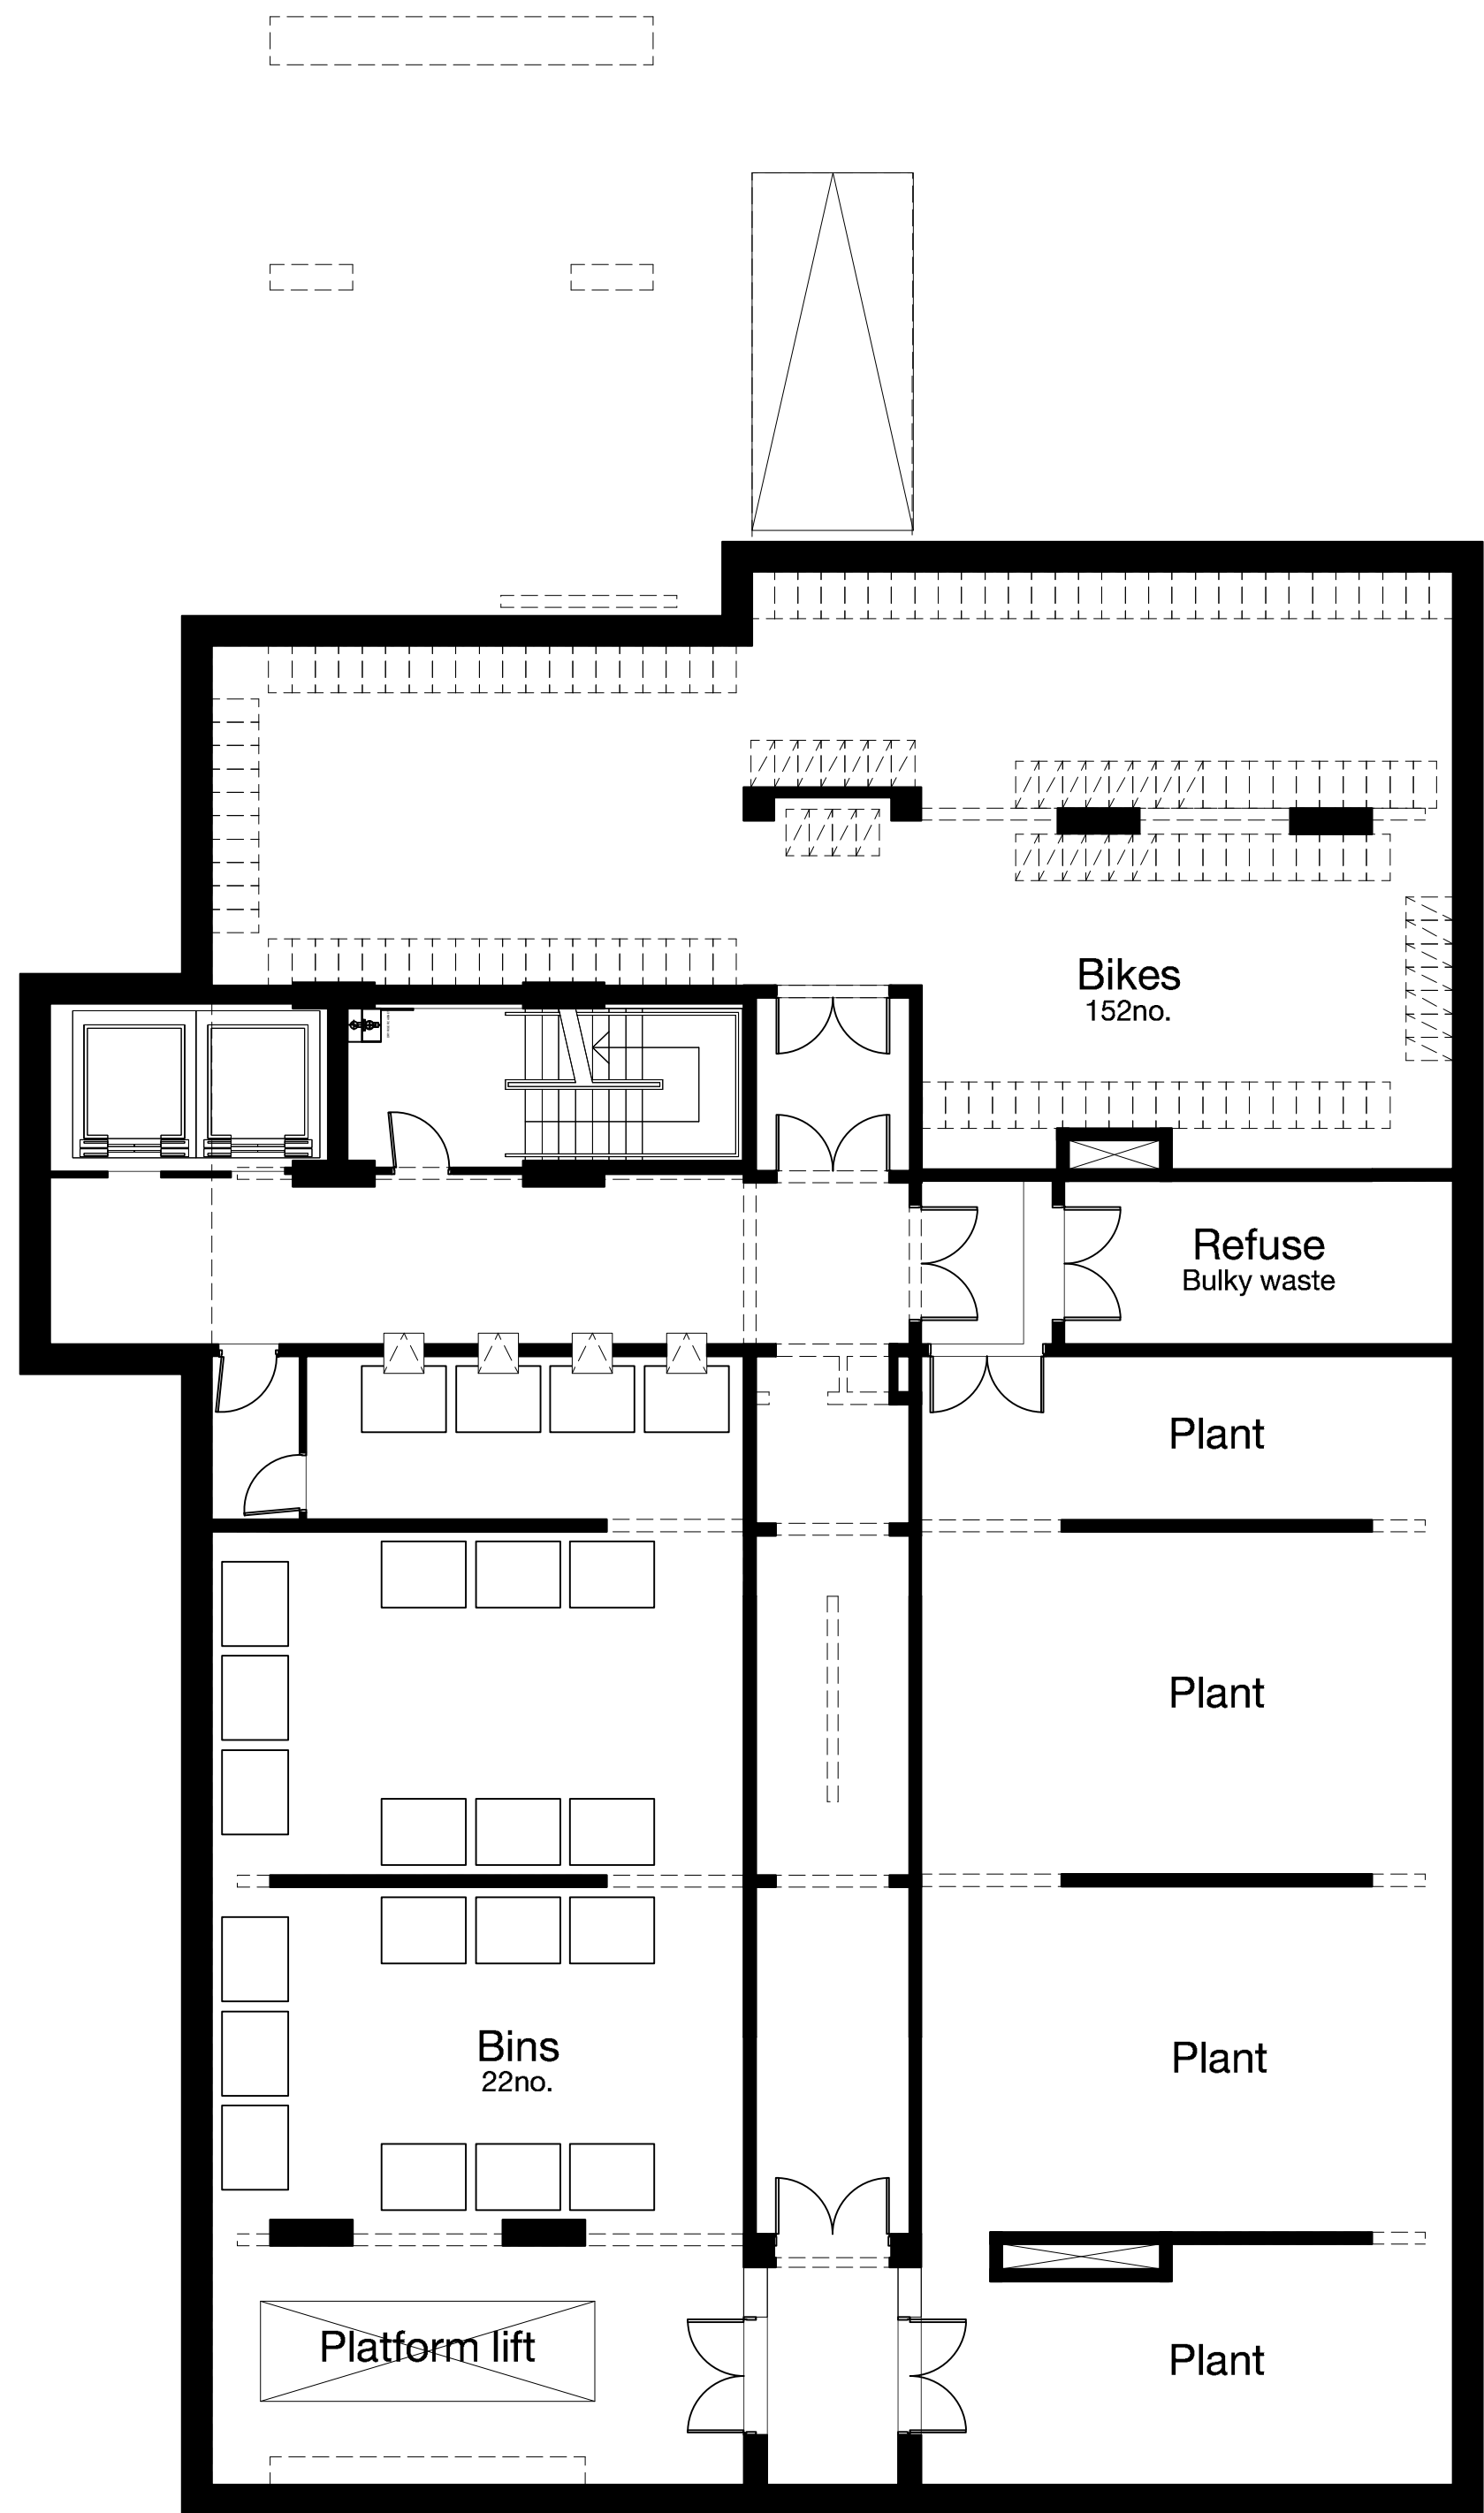 Bikes
152no.
Refuse
Bulky waste
Plant
Plant
Bins
22no.
Plant
Platform lift
Plant